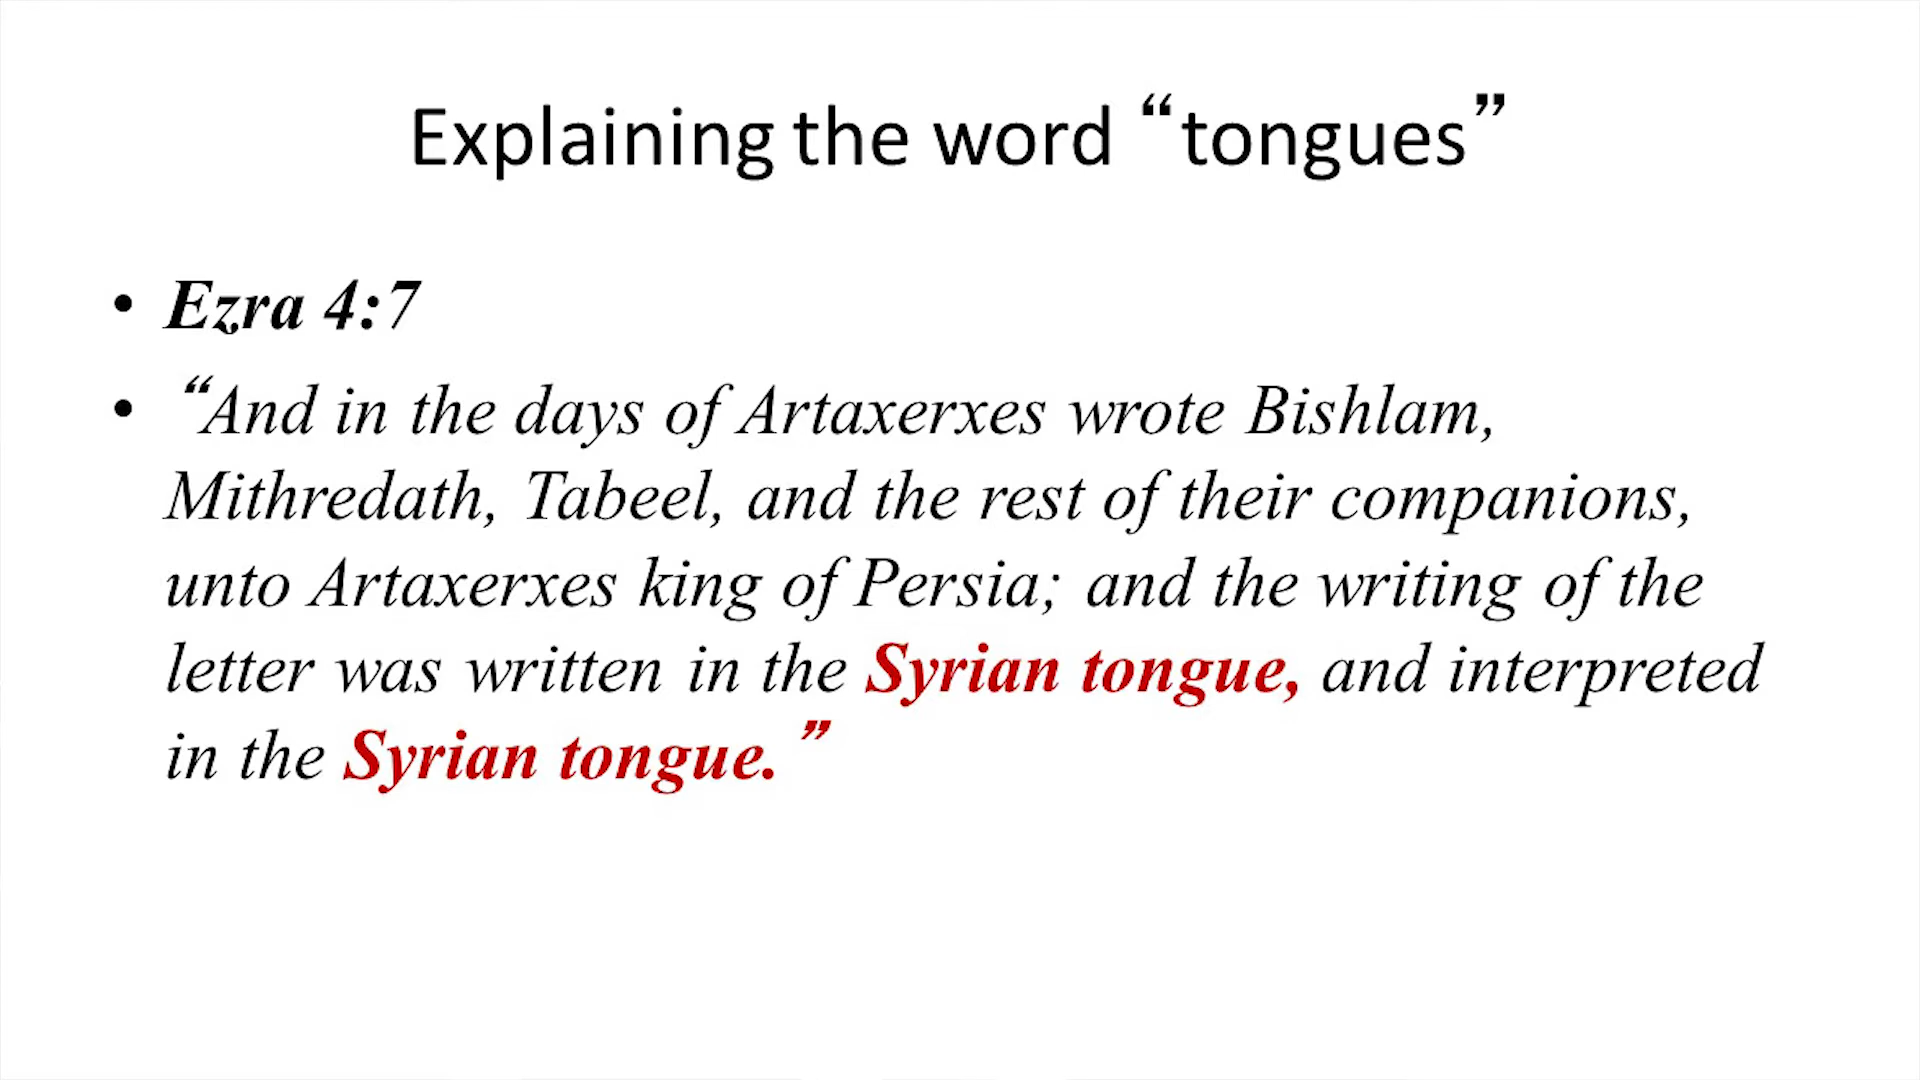 Explaining the word “tongues”
• Ezra 4:7
• “And in the days of Artaxerxes wrote Bishlam,
Mithredath, Tabeel, and the rest of their companions,
unto Artaxerxes king of Persia; and the writing of the
letter was written in the Syrian tongue, and interpreted
in the Syrian tongue.”